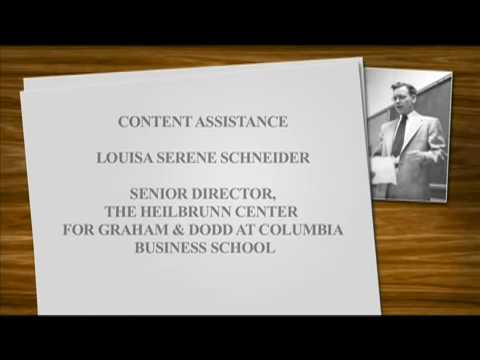 CONTENT ASSISTANCE
LOUISA SERENE SCHNEIDER
SENIOR DIRECTOR,
THE HEILBRUNN CENTER
FOR GRAHAM & DODD AT COLUMBIA
BUSINESS SCHOOL